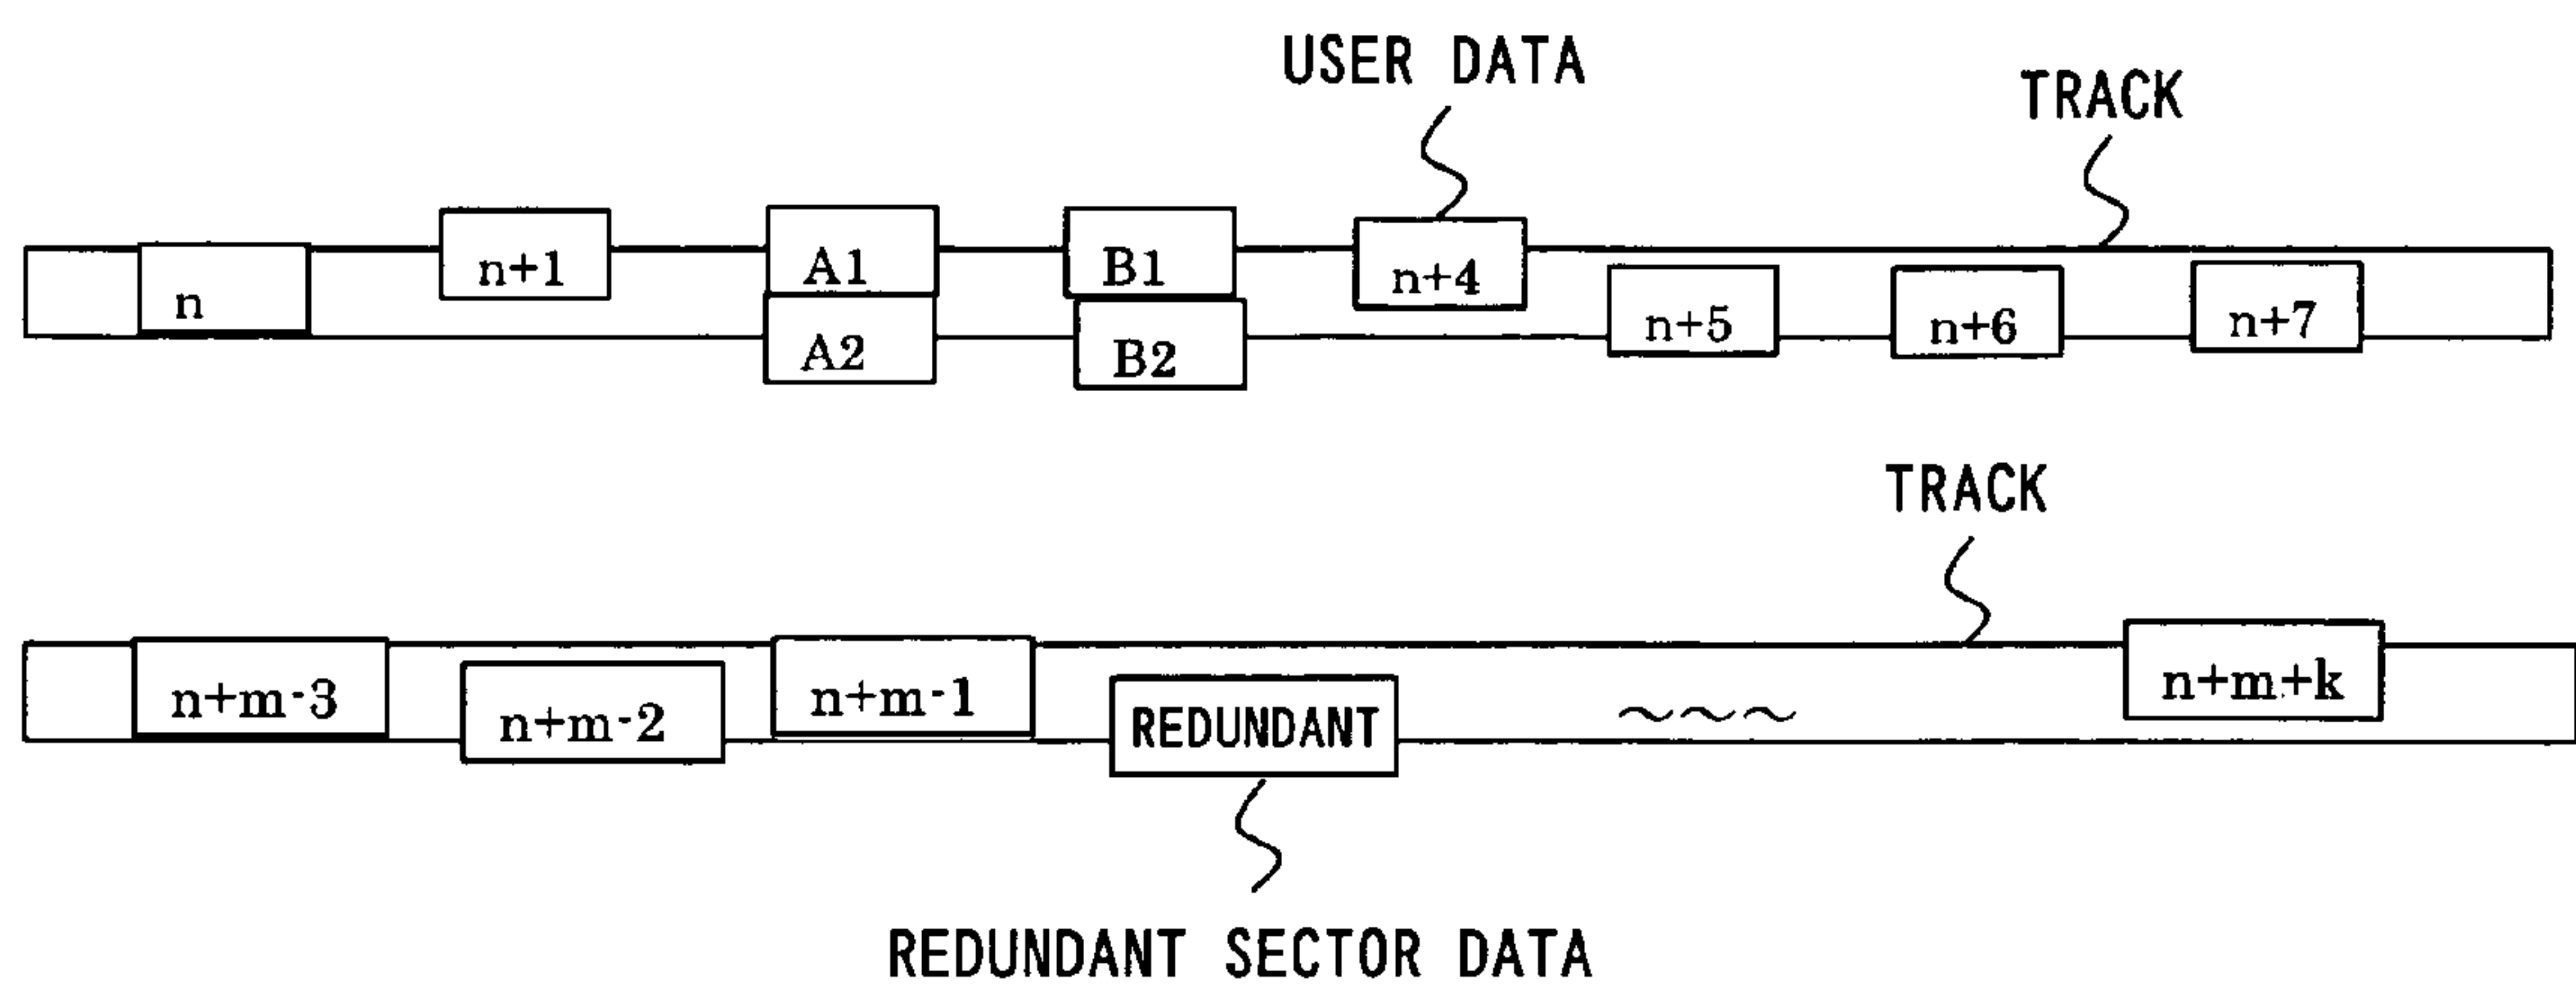 USER DATA
TRACK
n
n+1
A1
B1
n+4
n+5
n+6
n+7
A2
B2
TRACK
n+m-3
n+m-2
n+m-1
REDUNDANT
n+m+k
REDUNDANT SECTOR DATA